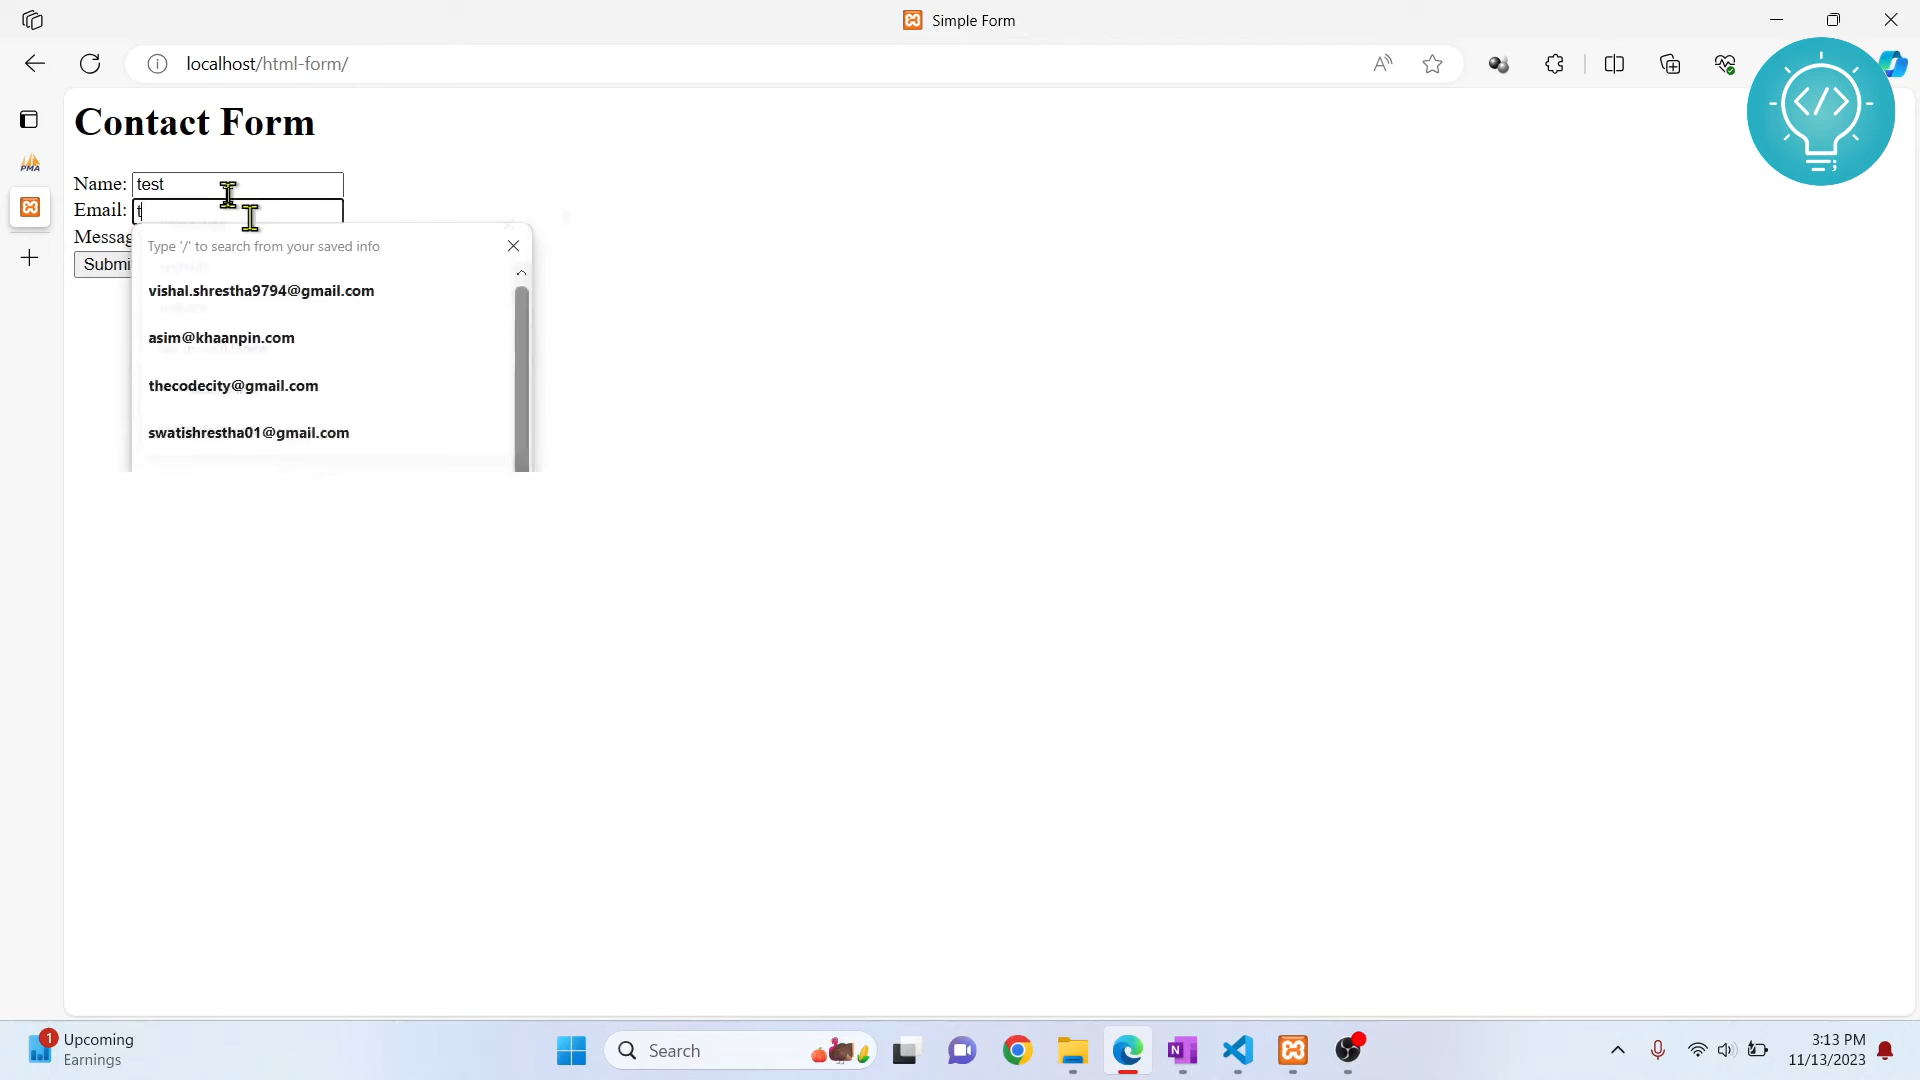 Simple Form
localhost/html-form/
</>
PMA
Contact Form
Name: test
Email: t
Messag
Type '/' to search from your saved info
Submi
vishal.shrestha9794@gmail.com
asim@khaanpin.com
thecodecity@gmail.com
swatishrestha01@gmail.com
1
Upcoming
Earnings
Search
N
3:13 PM
11/13/2023